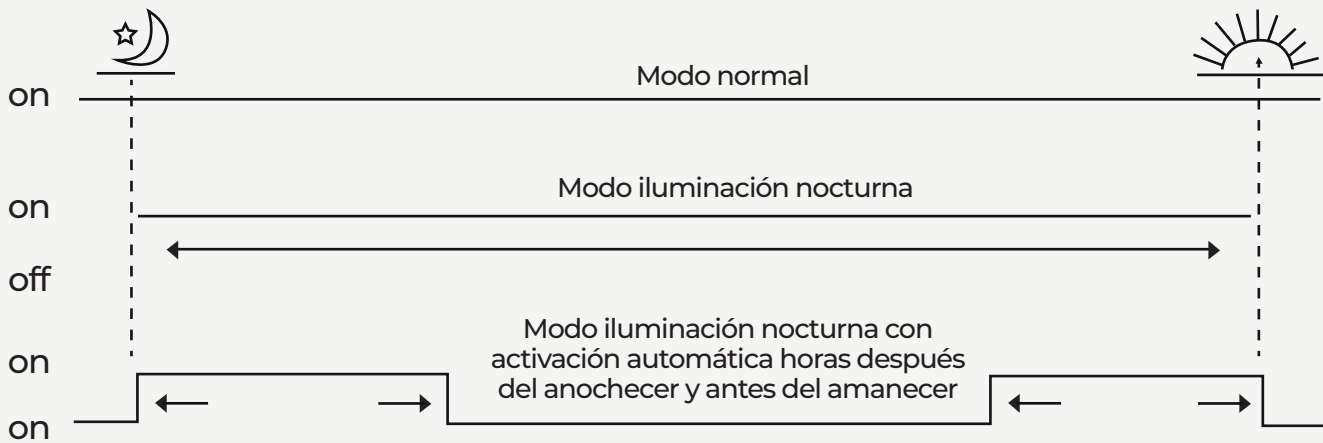 Modo normal
on
Modo iluminación nocturna
on
off
Modo iluminación nocturna con
activación automática horas después
del anochecer y antes del amanecer
on
on